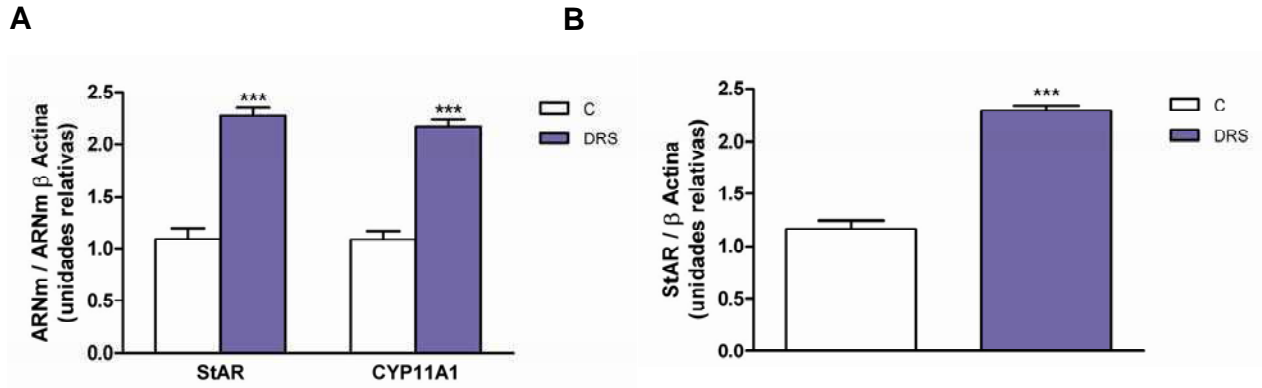 A
ARNm / ARNm β Actina
(unidades relativas)
2.5
2.0
1.5
1.0
0.5
0.0
***
***
StAR
CYP11A1
C
DRS
B
StAR / β Actina
(unidades relativas)
2.5
2.0
1.5
1.0
0.5
0.0
***
C
DRS